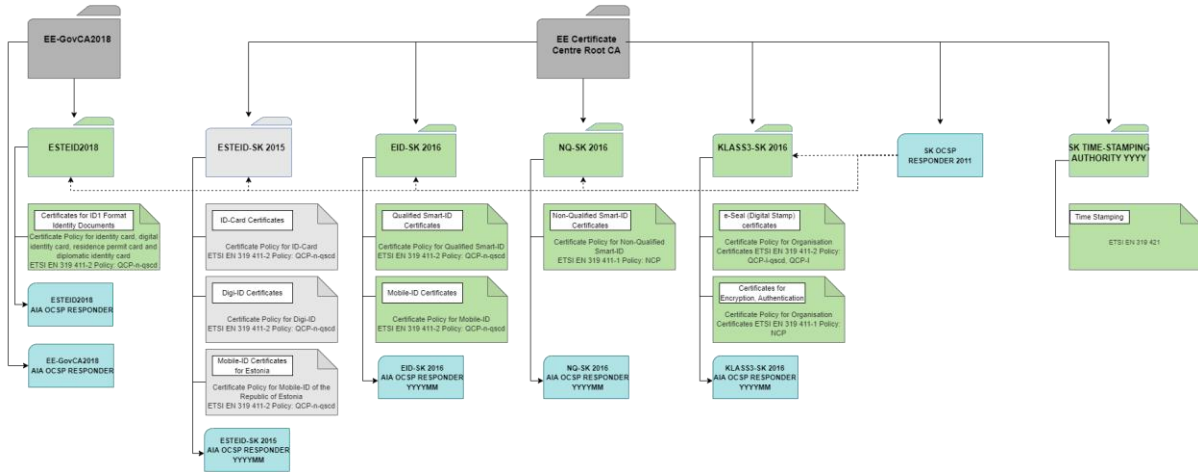 EE-GovCA2018
EE Certificate
Centre Root CA
ESTEID2018
ESTEID-SK 2015
EID-SK 2016
NQ-SK 2016
KLASS3-SK 2016
SK OCSP
RESPONDER 2011
SK TIME-STAMPING
AUTHORITY YYYY
Certificates for ID1 Format
Identity Documents
Certificate Policy for identity card, digital
identity card, residence permit card and
diplomatic identity card
ETSI EN 319 411-2 Policy: QCP-n-qscd
ESTEID2018
AIA OCSP RESPONDER
EE-GovCA2018
AIA OCSP RESPONDER
ID-Card Certificates
Certificate Policy for ID-Card
ETSI EN 319 411-2 Policy: QCP-n-qscd
Digi-ID Certificates
Certificate Policy for Digi-ID
ETSI EN 319 411-2 Policy: QCP-n-qscd
Mobile-ID Certificates
for Estonia
Certificate Policy for Mobile-ID of the
Republic of Estonia
ETSI EN 319 411-2 Policy: QCP-n-qscd
ESTEID-SK 2015
AIA OCSP RESPONDER
YYYYMM
Qualified Smart-ID
Certificates
Certificate Policy for Qualified Smart-ID
ETSI EN 319 411-2 Policy: QCP-n-qscd
Mobile-ID Certificates
Certificate Policy for Mobile-ID
ETSI EN 319 411-2 Policy: QCP-n-qscd
EID-SK 2016
AIA OCSP RESPONDER
YYYYMM
Non-Qualified Smart-ID
Certificates
Certificate Policy for Non-Qualified
Smart-ID
ETSI EN 319 411-1 Policy: NCP
NQ-SK 2016
AIA OCSP RESPONDER
YYYYMM
e-Seal (Digital Stamp)
certificates
Certificate Policy for Organisation
Certificates ETSI EN 319 411-2 Policy:
QCP-l-qscd, QCP-l
Certificates for
Encryption, Authentication
Certificate Policy for Organisation
Certificates ETSI EN 319 411-1 Policy:
NCP
KLASS3-SK 2016
AIA OCSP RESPONDER
YYYYMM
Time Stamping
ETSI EN 319 421